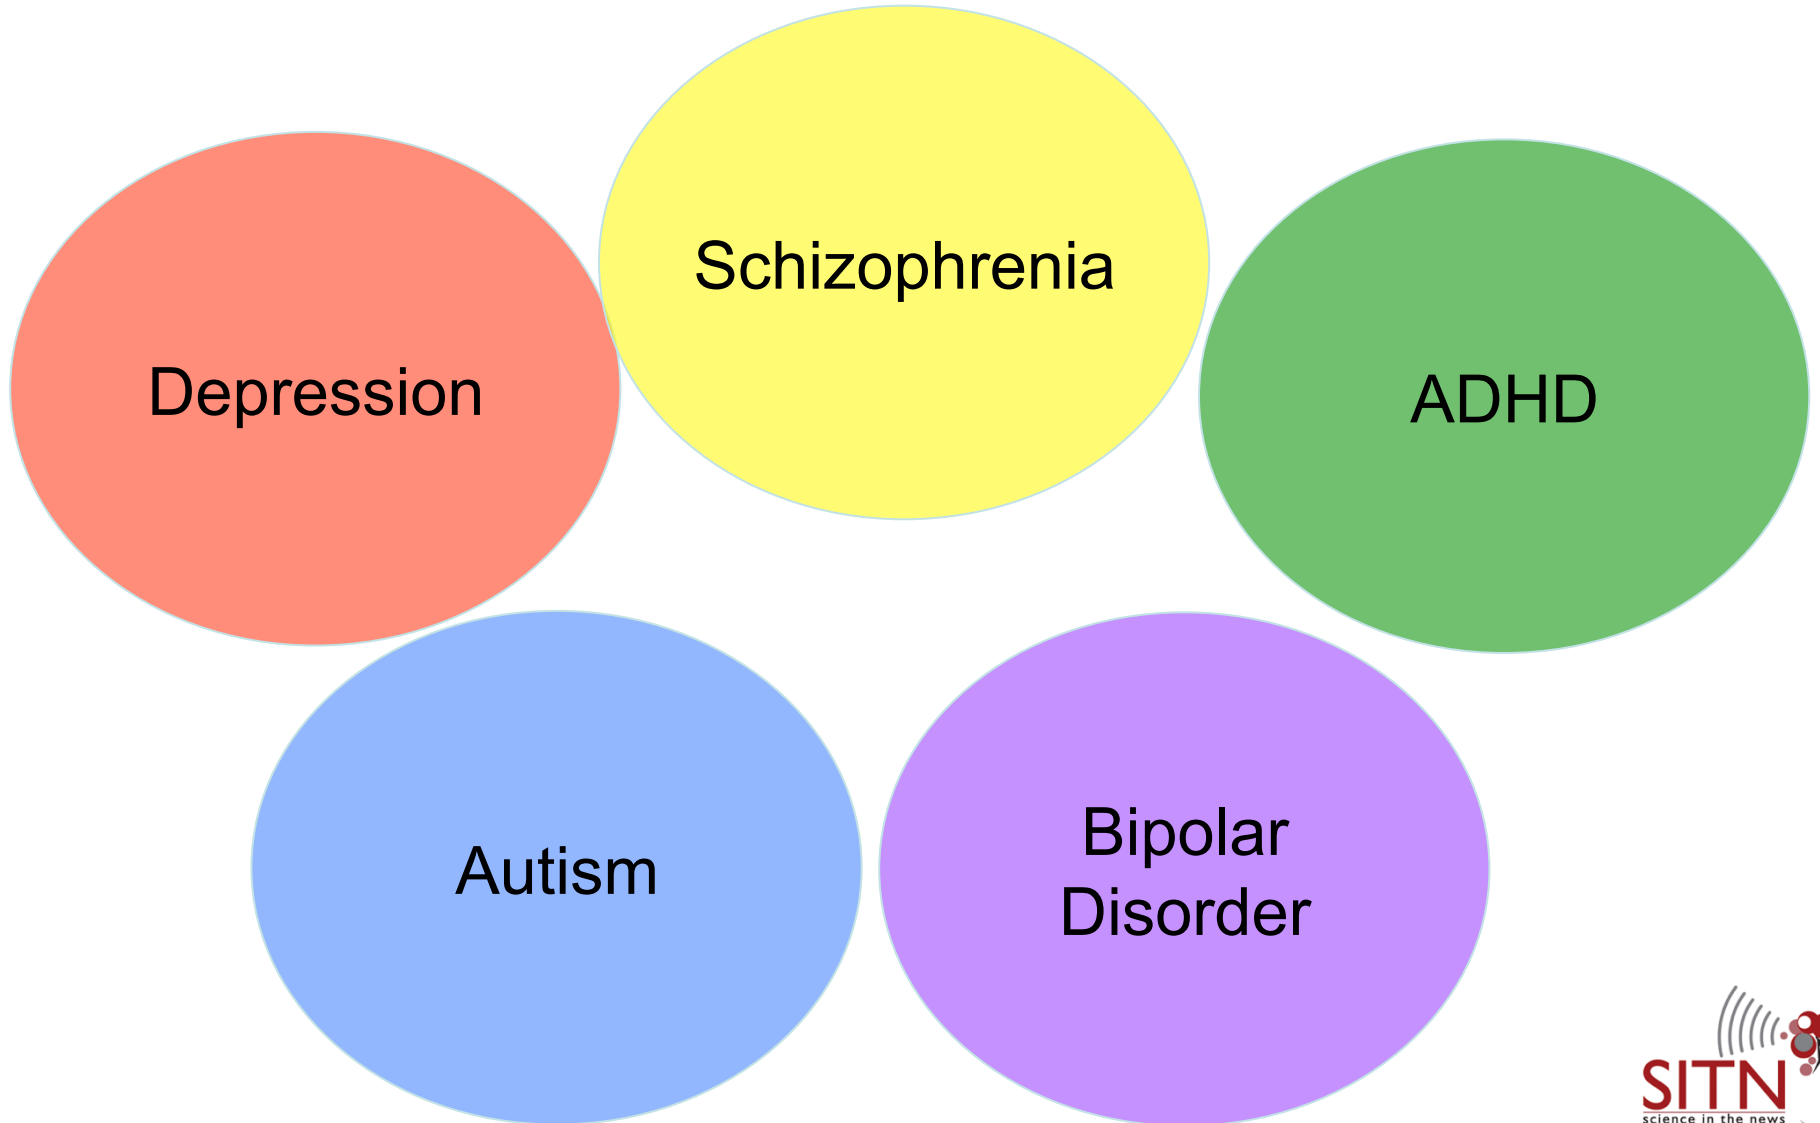 Schizophrenia
Depression
ADHD
Autism
Bipolar
Disorder
SITN
science in the news